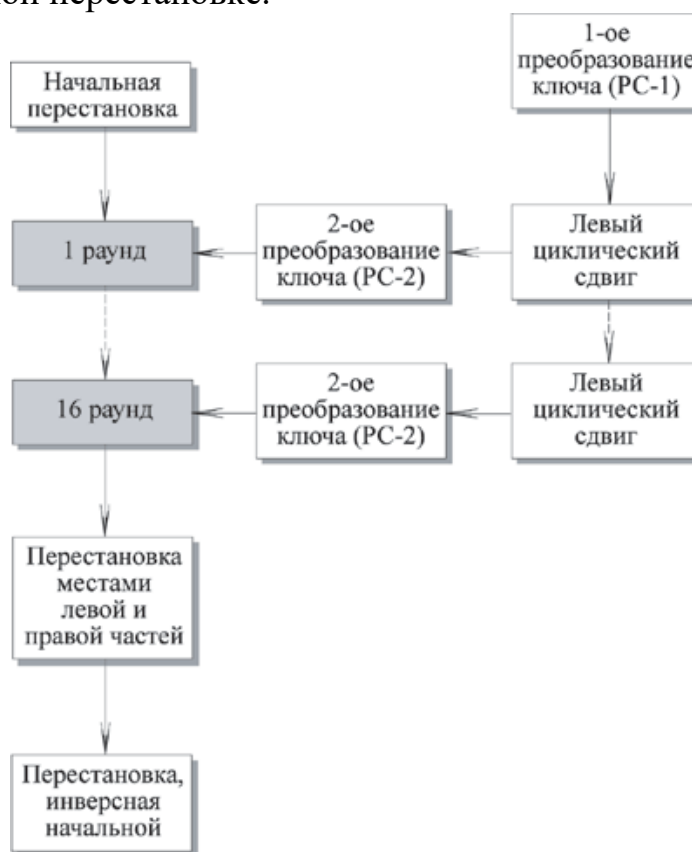 перестановке.
1-ое
преобразование
ключа (PC-1)
Начальная
перестановка
1 раунд
2-ое
преобразование
ключа (PC-2)
Левый
циклический
сдвиг
16 раунд
2-ое
преобразование
ключа (PC-2)
Левый
циклический
сдвиг
Перестановка
местами
левой и
правой частей
Перестановка,
инверсная
начальной